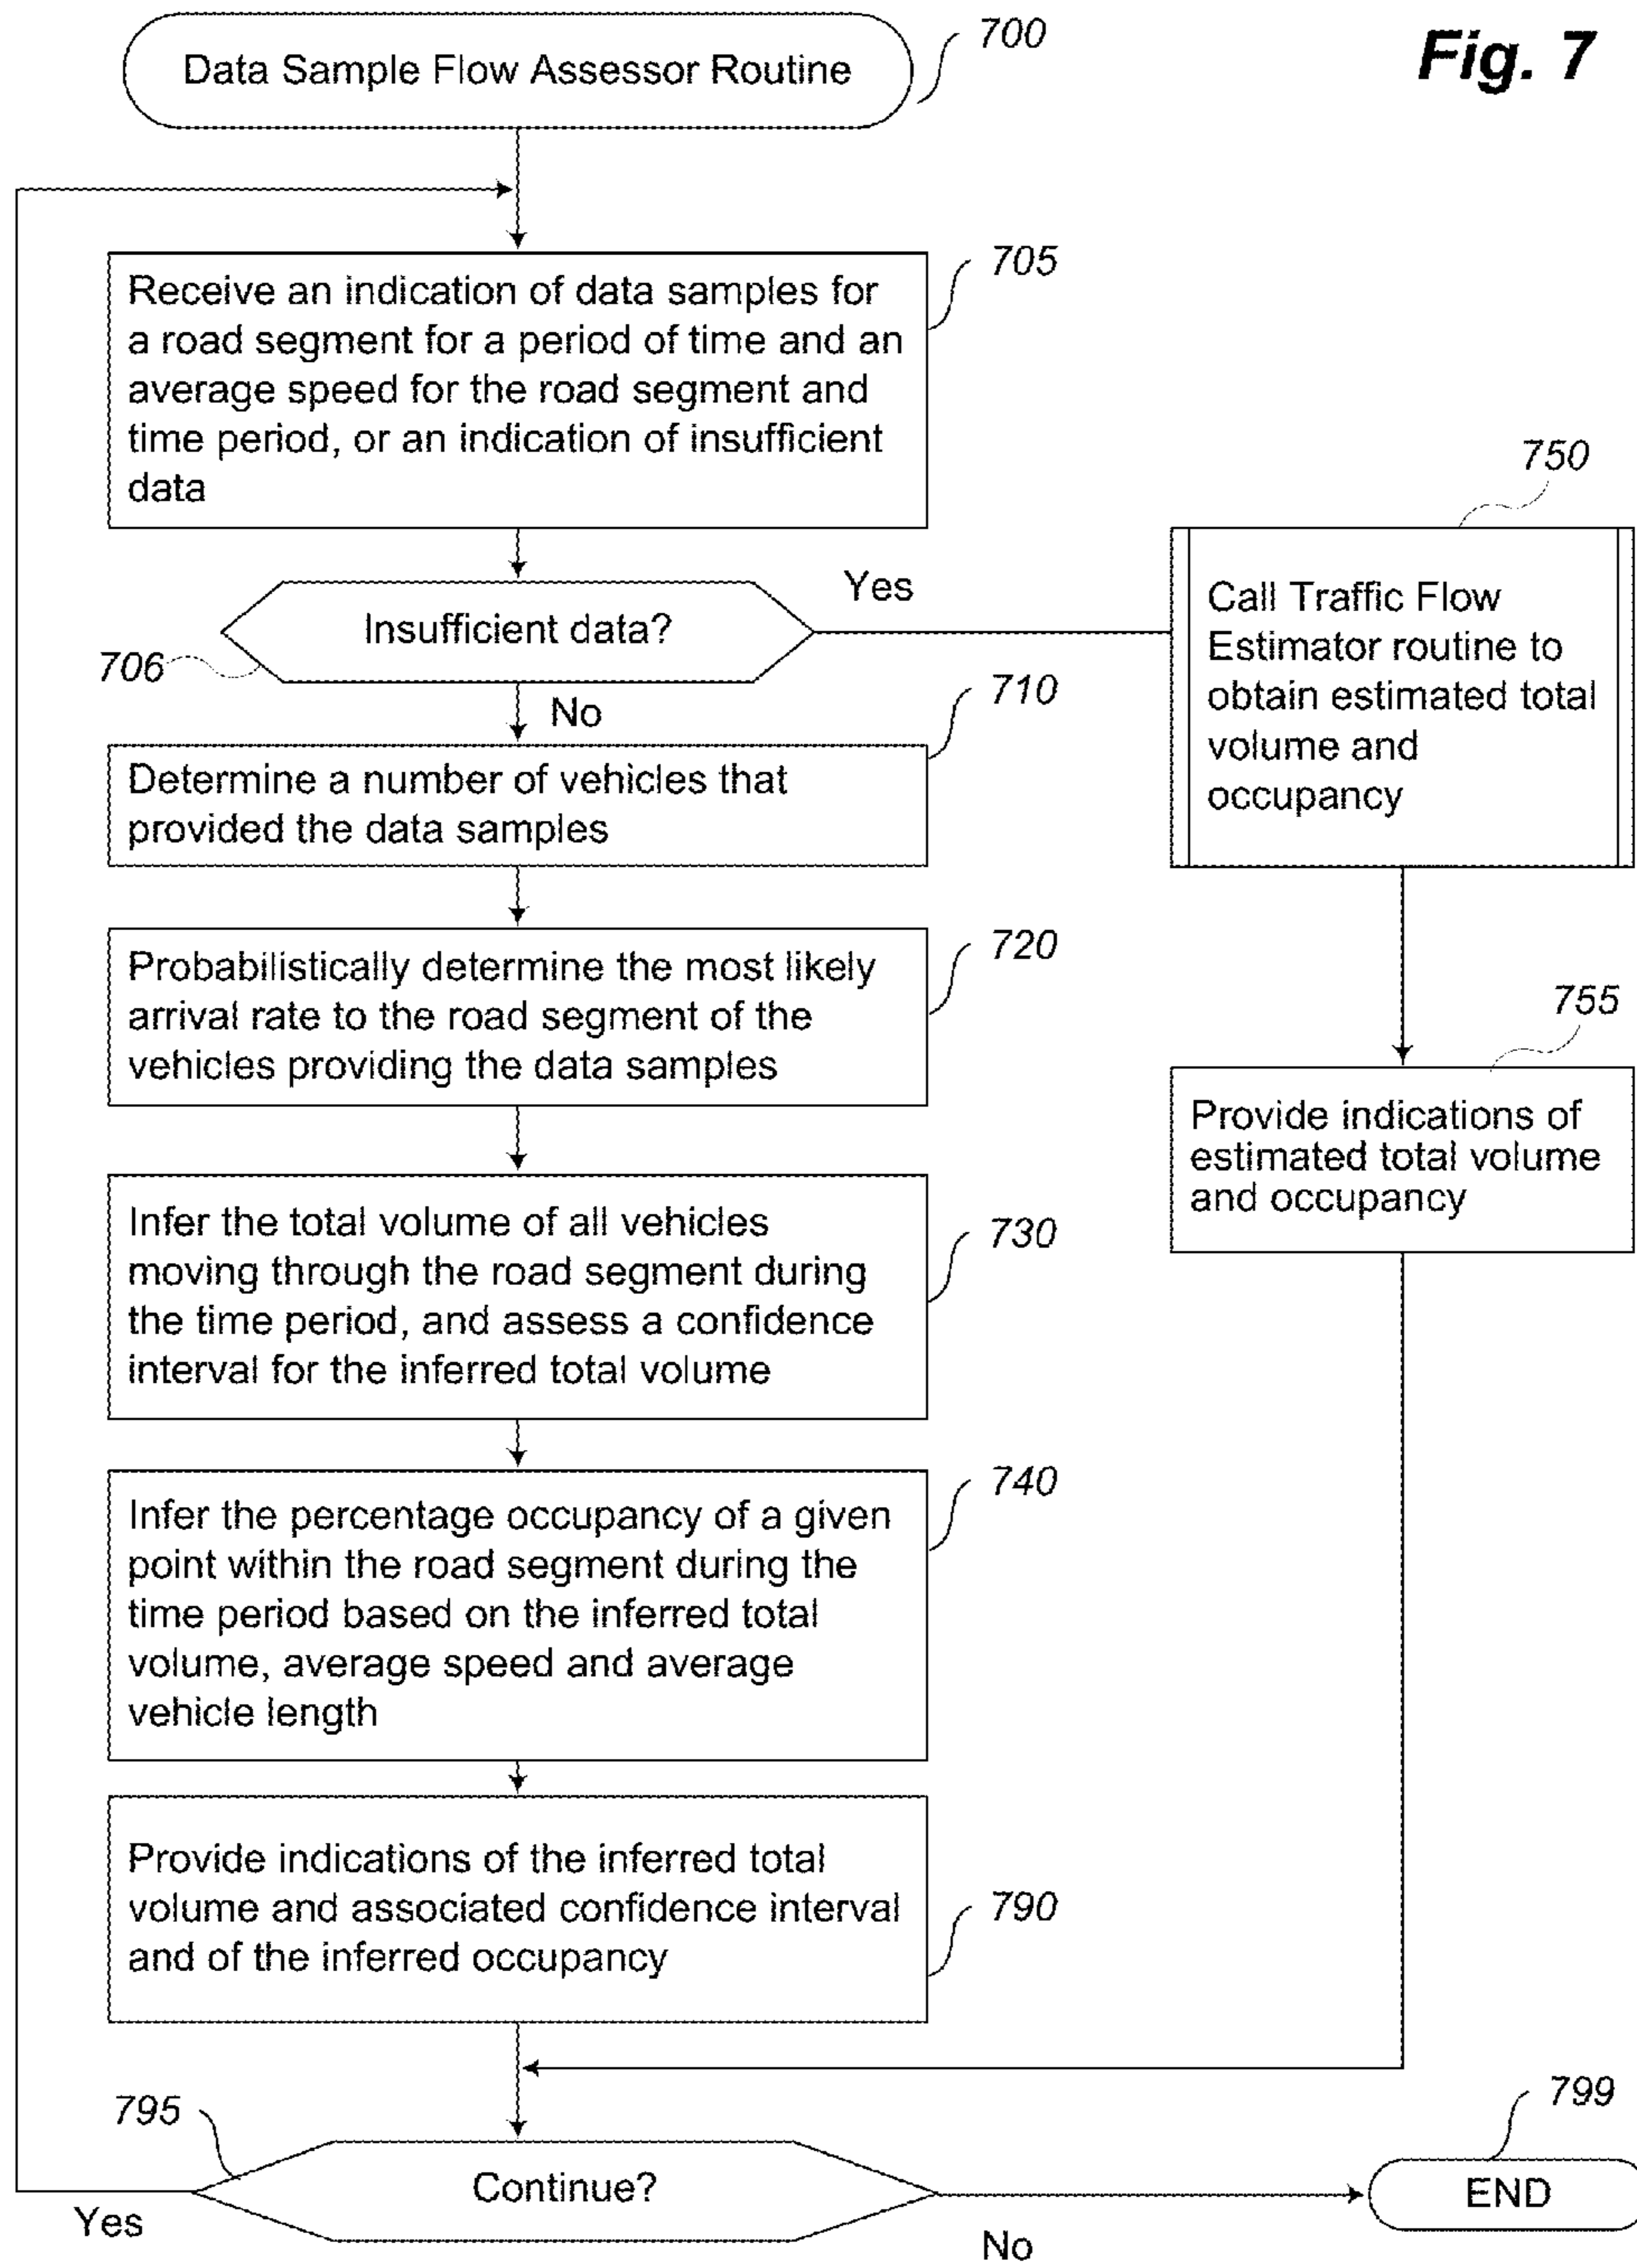 Fig. 7
700
Data Sample Flow Assessor Routine
705
Receive an indication of data samples for
a road segment for a period of time and an
average speed for the road segment and
time period, or an indication of insufficient
data
706
Insufficient data?
Yes
No
750
Call Traffic Flow
Estimator routine to
obtain estimated total
volume and
occupancy
710
Determine a number of vehicles that
provided the data samples
720
Probabilistically determine the most likely
arrival rate to the road segment of the
vehicles providing the data samples
755
Provide indications of
estimated total volume
and occupancy
730
Infer the total volume of all vehicles
moving through the road segment during
the time period, and assess a confidence
interval for the inferred total volume
740
Infer the percentage occupancy of a given
point within the road segment during the
time period based on the inferred total
volume, average speed and average
vehicle length
790
Provide indications of the inferred total
volume and associated confidence interval
and of the inferred occupancy
795
Continue?
Yes
No
799
END